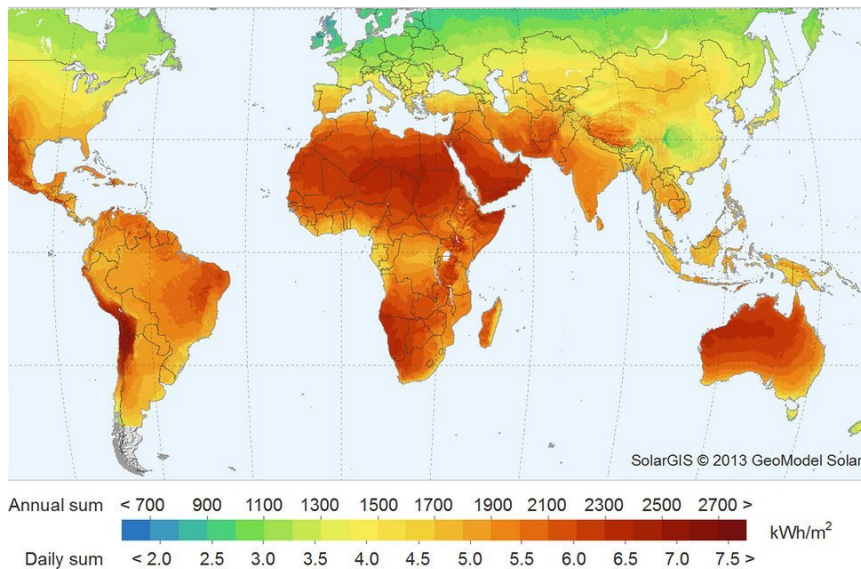 SolarGIS © 2013 GeoModel Solar
Annual sum < 700 900 1100 1300 1500 1700 1900 2100 2300 2500 2700 >
kWh/m²
Daily sum < 2.0 2.5 3.0 3.5 4.0 4.5 5.0 5.5 6.0 6.5 7.0 7.5 >